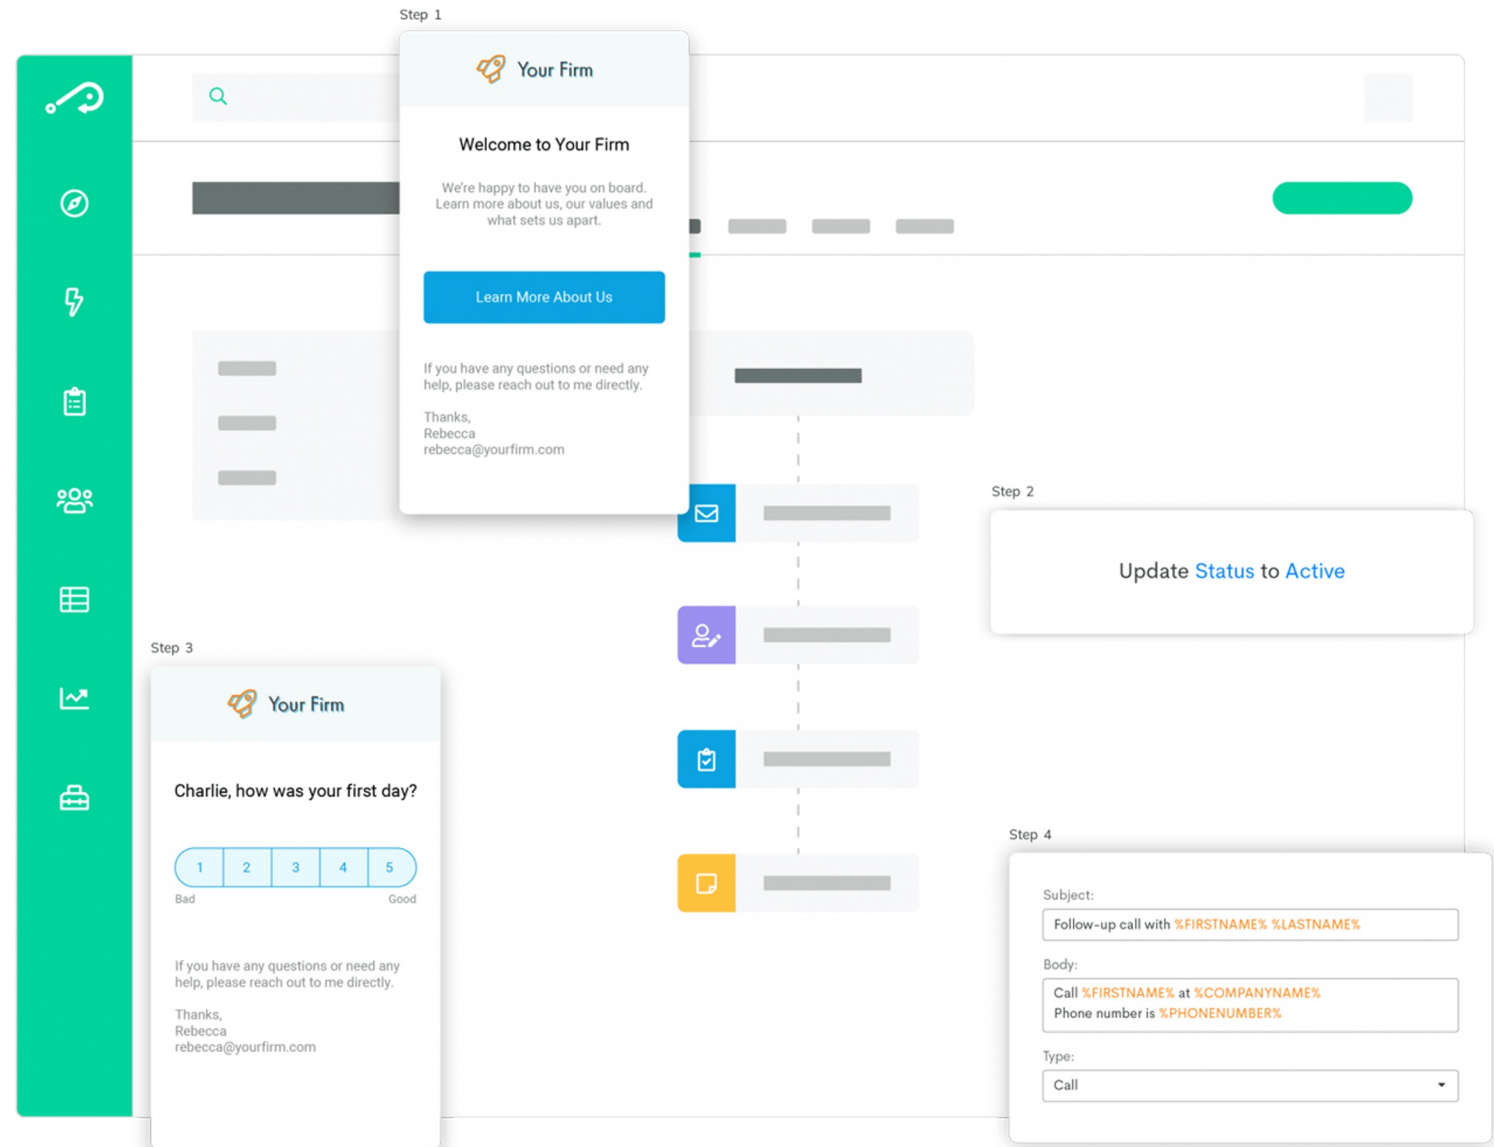 Step 1
Your Firm
Welcome to Your Firm
We're happy to have you on board.
Learn more about us, our values and
what sets us apart.
Learn More About Us
If you have any questions or need any
help, please reach out to me directly.
Thanks,
Rebecca
rebecca@yourfirm.com
Step 2
Update Status to Active
Step 3
Your Firm
Charlie, how was your first day?
1 2 3 4 5
Bad Good
If you have any questions or need any
help, please reach out to me directly.
Thanks,
Rebecca
rebecca@yourfirm.com
Step 4
Subject:
Follow-up call with %FIRSTNAME% %LASTNAME%
Body:
Call %FIRSTNAME% at %COMPANYNAME%
Phone number is %PHONENUMBER%
Type:
Call